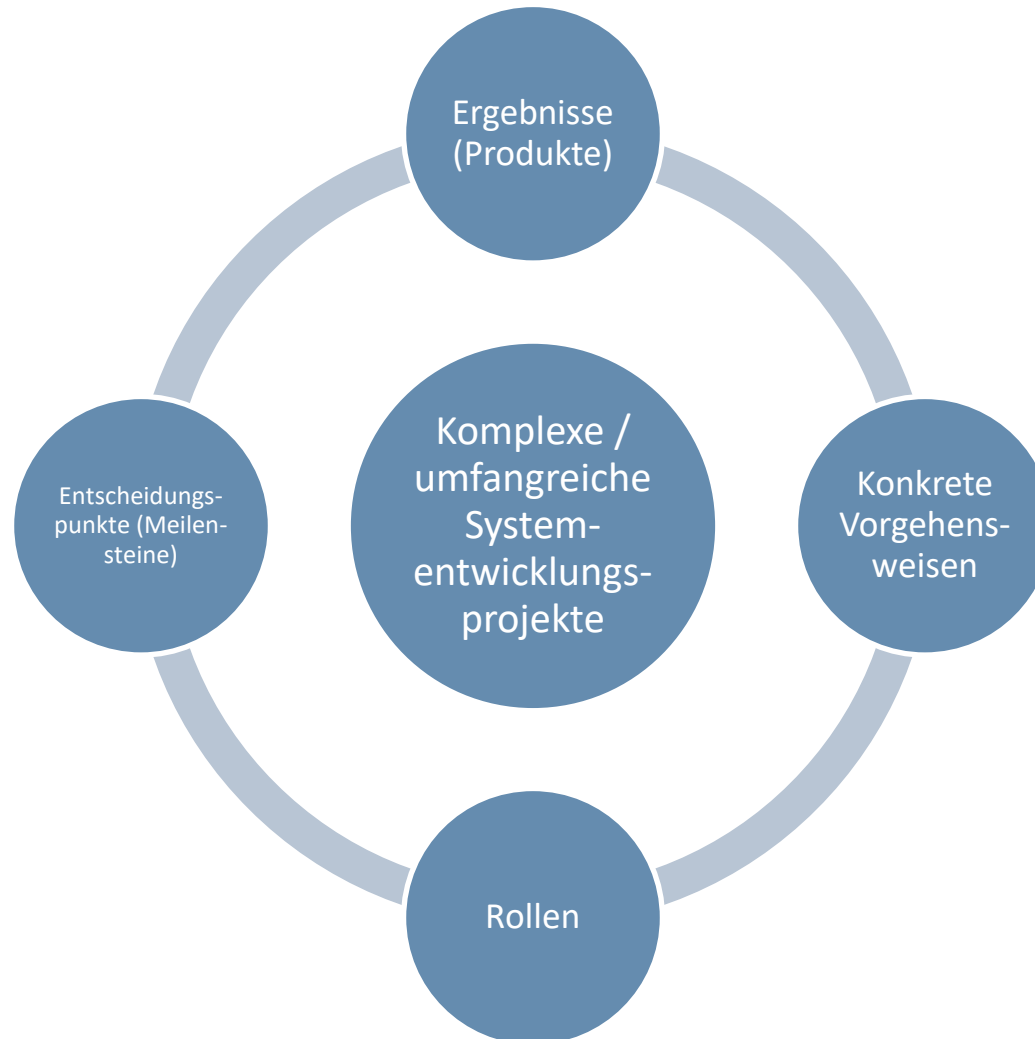 Ergebnisse
(Produkte)
Komplexe /
umfangreiche
System-
entwicklungs-
projekte
Konkrete
Vorgehens-
weisen
Rollen
Entscheidungs-
punkte (Meilen-
steine)